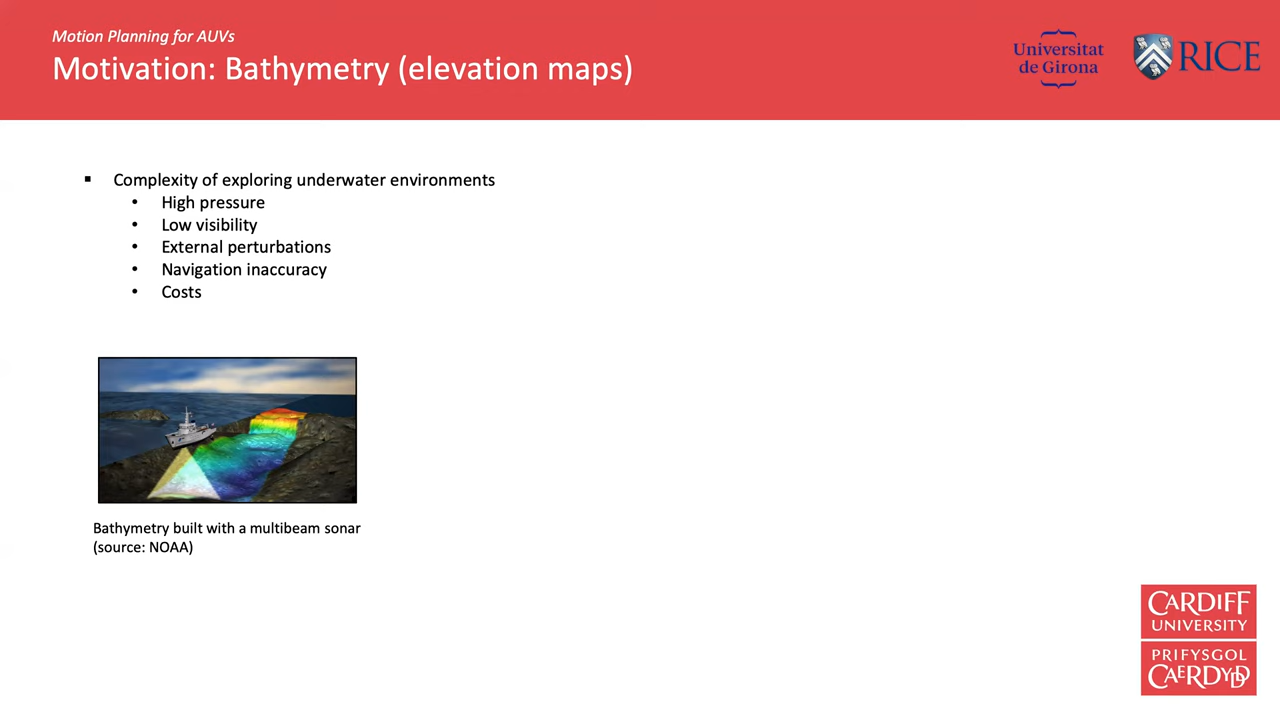 Motion Planning for AUVs
Motivation: Bathymetry (elevation maps)
Universitat
de Girona
RICE
▪ Complexity of exploring underwater environments
• High pressure
• Low visibility
• External perturbations
• Navigation inaccuracy
• Costs
Bathymetry built with a multibeam sonar
(source: NOAA)
CARDIFF
UNIVERSITY
PRIFYSGOL
CAERDYDD